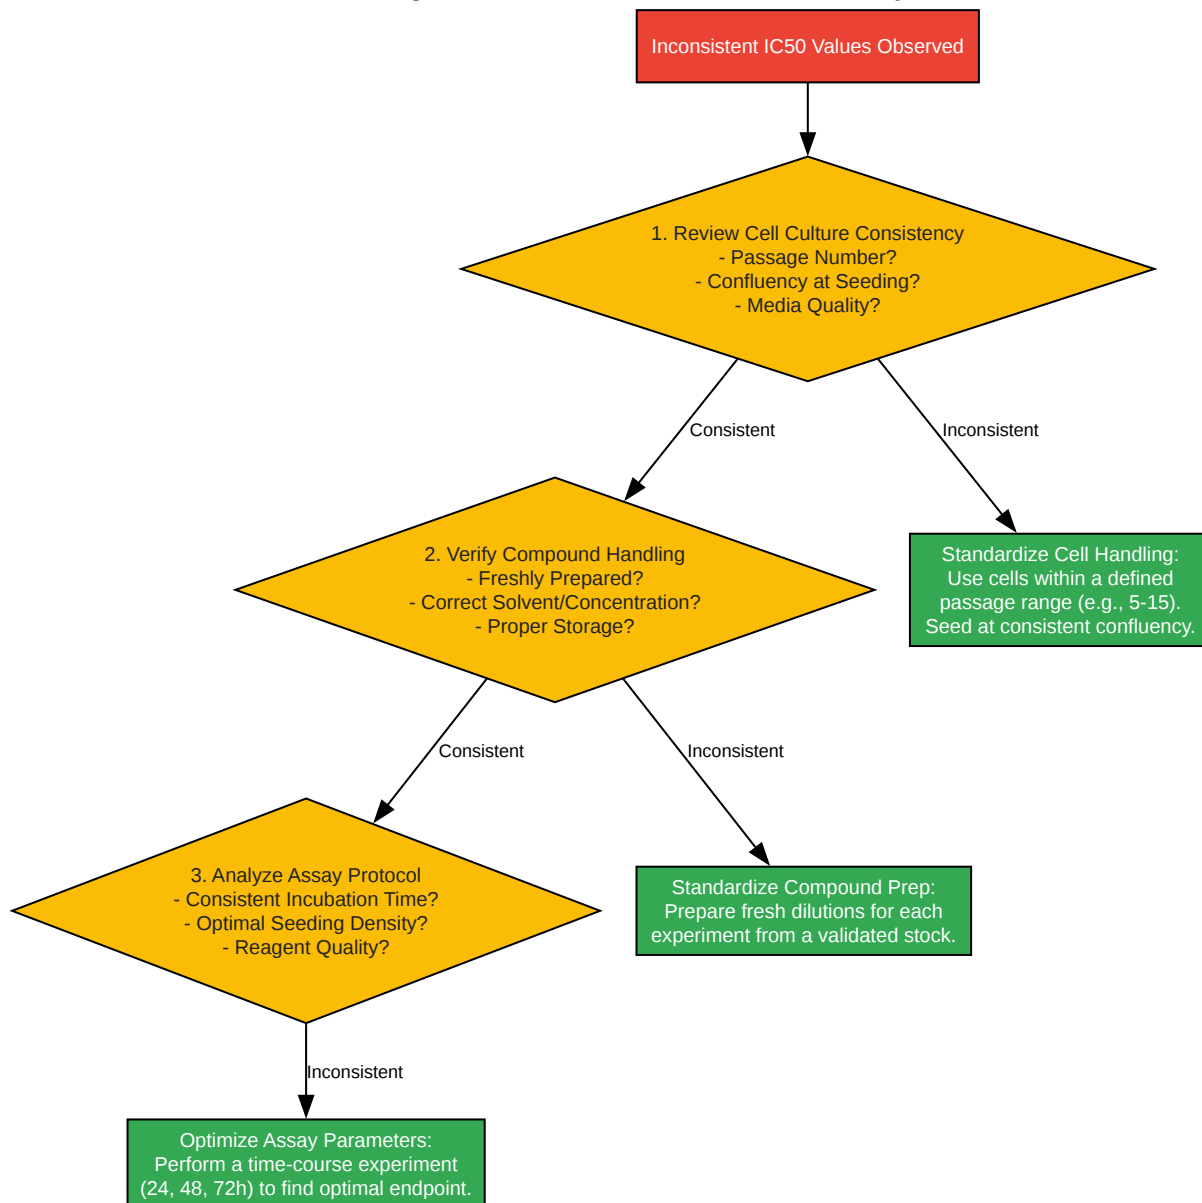 Inconsistent IC50 Values Observed
1. Review Cell Culture Consistency
- Passage Number?
- Confluency at Seeding?
- Media Quality?
Consistent
Inconsistent
2. Verify Compound Handling
- Freshly Prepared?
- Correct Solvent/Concentration?
- Proper Storage?
Standardize Cell Handling:
Use cells within a defined
passage range (e.g., 5-15).
Seed at consistent confluency.
Consistent
Inconsistent
3. Analyze Assay Protocol
- Consistent Incubation Time?
- Optimal Seeding Density?
- Reagent Quality?
Standardize Compound Prep:
Prepare fresh dilutions for each
experiment from a validated stock.
Inconsistent
Optimize Assay Parameters:
Perform a time-course experiment
(24, 48, 72h) to find optimal endpoint.